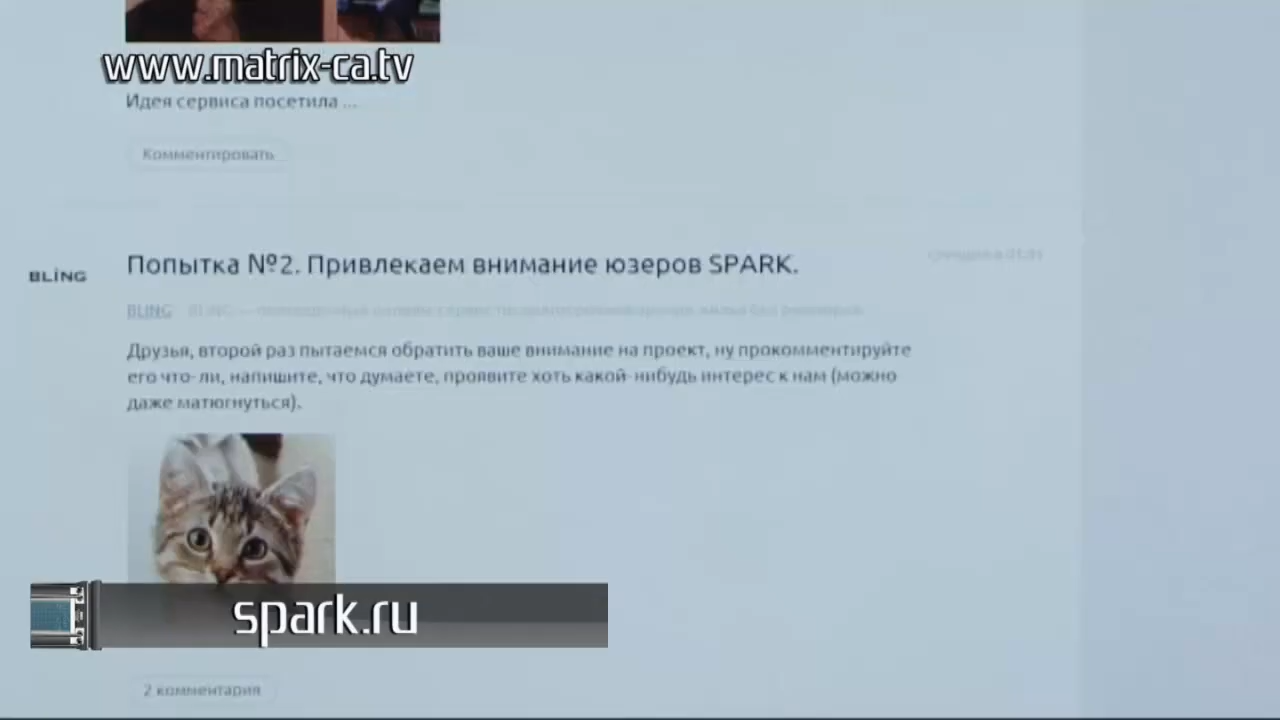 www.matrix-ca.tv
Идея сервиса посетила ...
Комментировать
BLING
Попытка №2. Привлекаем внимание юзеров SPARK.
BLING
Друзья, второй раз пытаемся обратить ваше внимание на проект, ну прокомментируйте
его что-ли, напишите, что думаете, проявите хоть какой-нибудь интерес к нам (можно
даже матюгнуться).
spark.ru
2 комментария